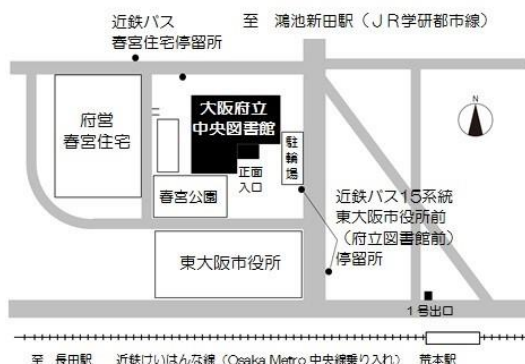 近鉄バス
春宮住宅停留所
至 鴻池新田駅（ＪＲ学研都市線）
府営
春宮住宅
大阪府立
中央図書館
駐輪場
正面
入口
春宮公園
N
近鉄バス15系統
東大阪市役所前
（府立図書館前）
停留所
東大阪市役所
１号出口
至 長田駅 近鉄けいはんな線（Osaka Metro 中央線乗り入れ） 荒本駅